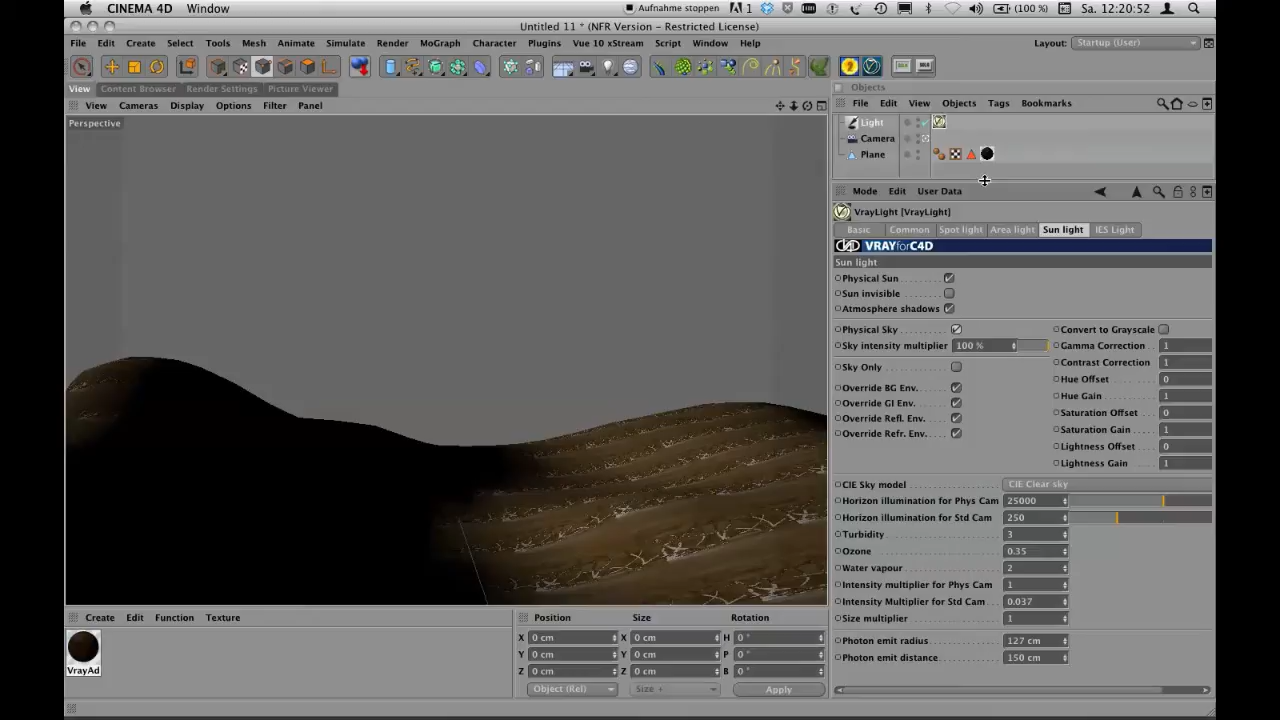 CINEMA 4D Window
Aufnahme stoppen 1 (100 %) Sa. 12:20:52
Untitled 11 * (NFR Version - Restricted License)
File Edit Create Select Tools Mesh Animate Simulate Render MoGraph Character Plugins Vue 10 xStream Script Window Help
Layout: Startup (User)
View Content Browser Render Settings Picture Viewer
View Cameras Display Options Filter Panel
Perspective
Objects
File Edit View Objects Tags Bookmarks
Light
Camera
Plane
Mode Edit User Data
VrayLight [VrayLight]
Basic Common Spot light Area light Sun light IES Light
VRAYforC4D
Sun light
Physical Sun
Sun invisible
Atmosphere shadows
Physical Sky Convert to Grayscale
Sky intensity multiplier 100 % Gamma Correction 1
Contrast Correction 1
Sky Only
Hue Offset 0
Override BG Env.
Hue Gain 1
Override GI Env.
Saturation Offset 0
Override Refl. Env.
Saturation Gain 1
Override Refr. Env.
Lightness Offset 0
Lightness Gain 1
CIE Sky model CIE Clear sky
Horizon illumination for Phys Cam 25000
Horizon illumination for Std Cam 250
Turbidity 3
Ozone 0.35
Water vapour 2
Intensity multiplier for Phys Cam 1
Intensity Multiplier for Std Cam 0.037
Size multiplier 1
Photon emit radius 127 cm
Photon emit distance 150 cm
Create Edit Function Texture
VrayAd
Position Size Rotation
X 0 cm X 0 cm H 0 °
Y 0 cm Y 0 cm P 0 °
Z 0 cm Z 0 cm B 0 °
Object (Rel) Size + Apply